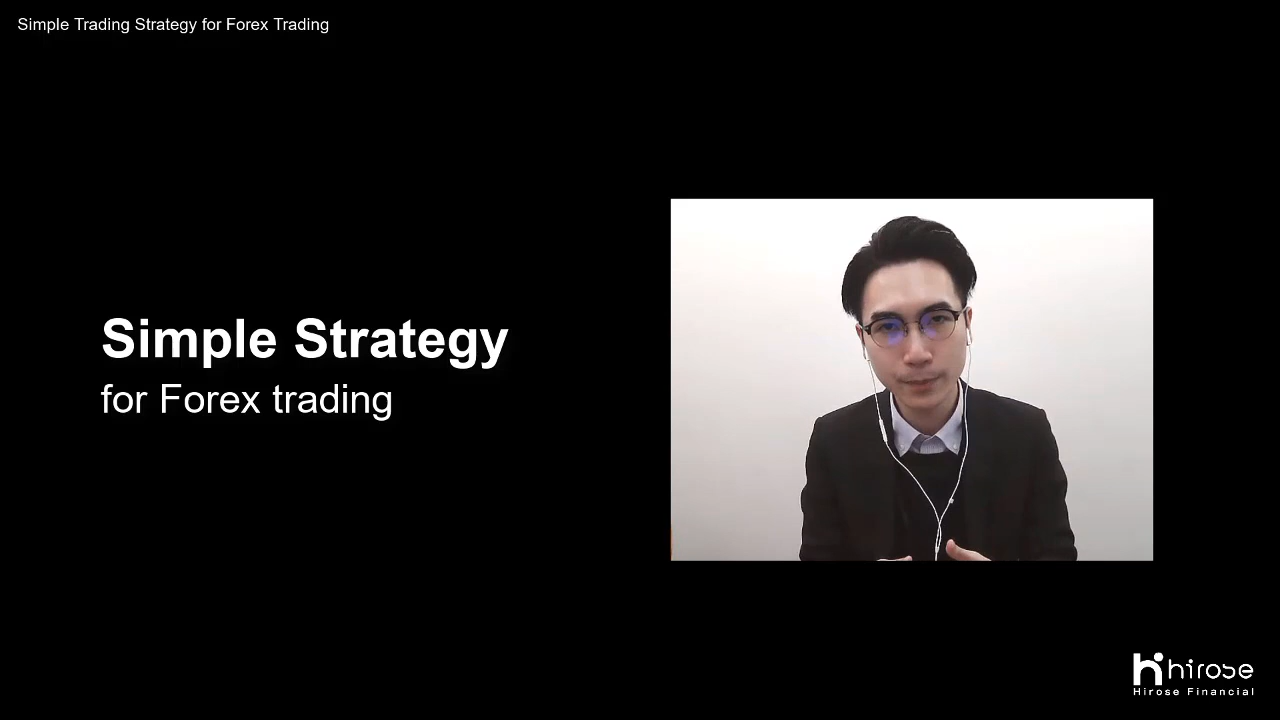 Simple Trading Strategy for Forex Trading
Simple Strategy
for Forex trading
hirose
Hirose Financial